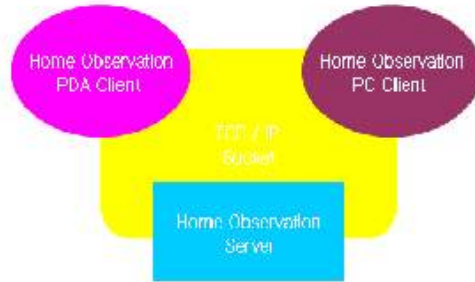 Home Observation
PDA Client
Home Observation
PC Client
TCP / IP
Socket
Home Observation
Server